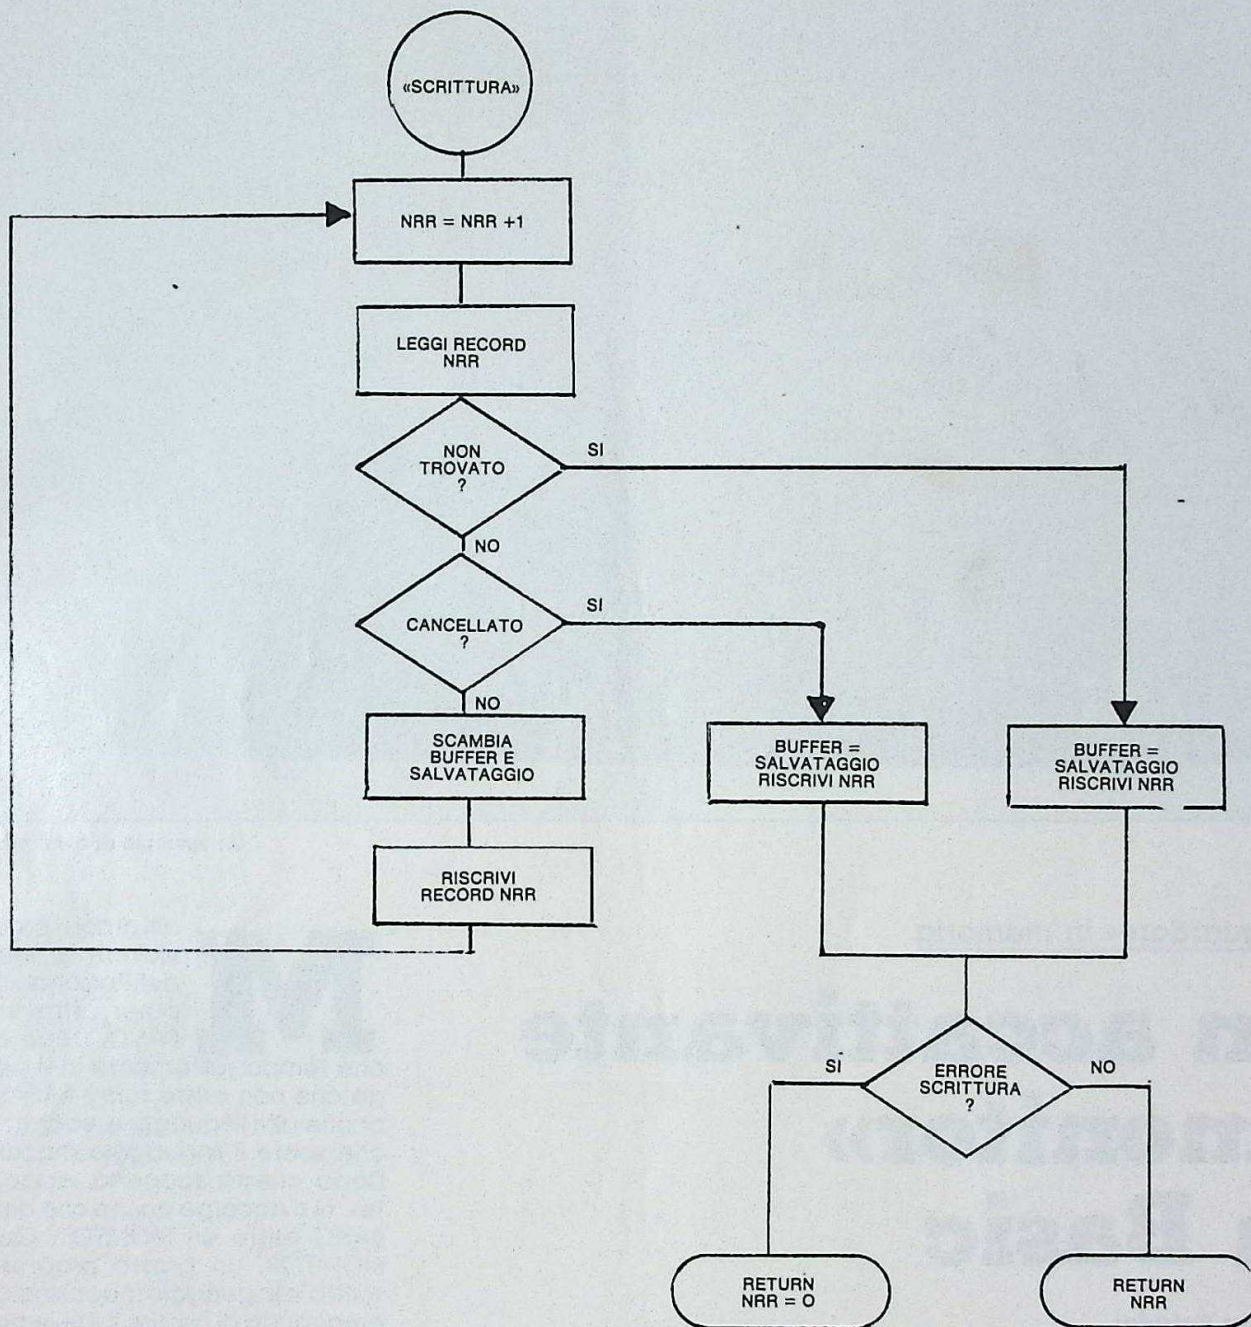 «SCRITTURA»
NRR = NRR +1
LEGGI RECORD
NRR
NON
TROVATO
?
SI
NO
CANCELLATO
?
SI
NO
SCAMBIA
BUFFER E
SALVATAGGIO
BUFFER =
SALVATAGGIO
RISCRIVI NRR
BUFFER =
SALVATAGGIO
RISCRIVI NRR
RISCRIVI
RECORD NRR
SI
ERRORE
SCRITTURA
?
NO
RETURN
NRR = 0
RETURN
NRR